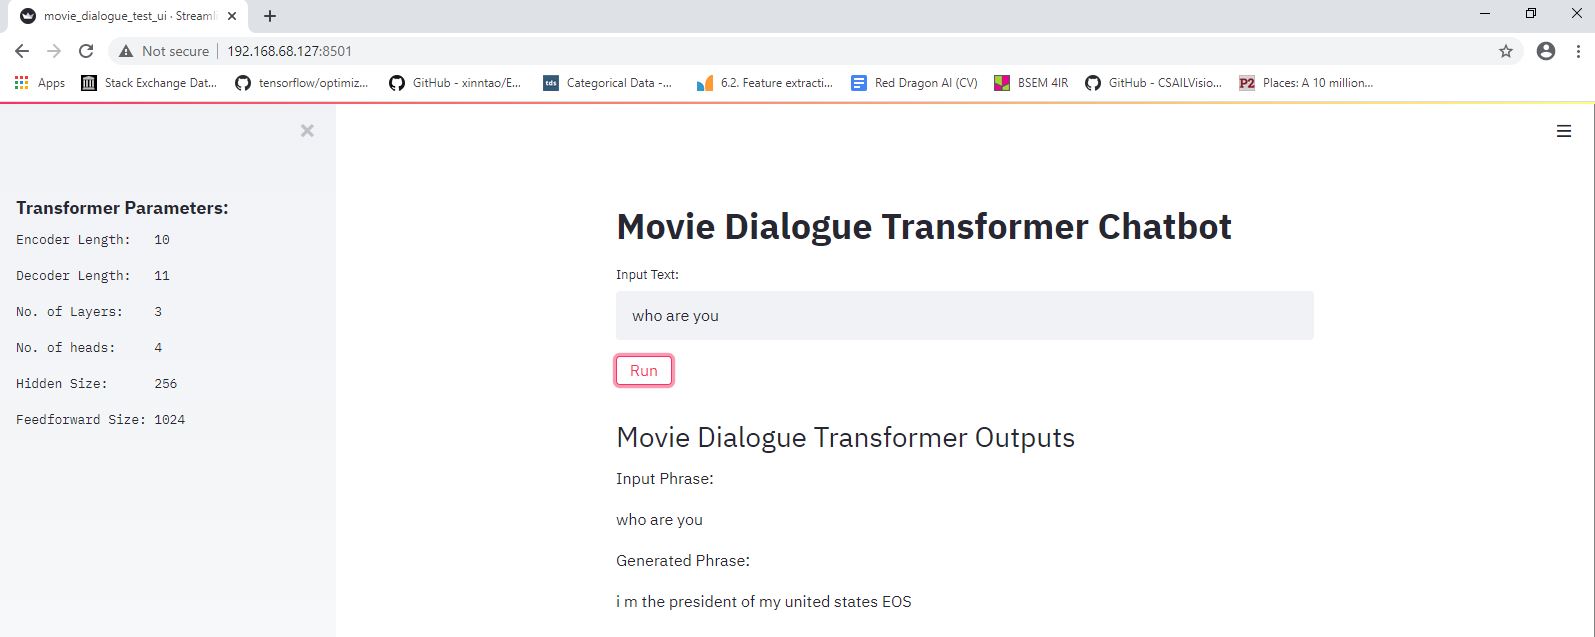 movie_dialogue_test_ui · Streaml
Not secure 192.168.68.127:8501
Apps Stack Exchange Dat... tensorflow/optimiz... GitHub - xinntao/E... tds Categorical Data -... 6.2. Feature extracti... Red Dragon AI (CV) BSEM 4IR GitHub - CSAILVisio... P2 Places: A 10 million...
Transformer Parameters:
Encoder Length: 10
Decoder Length: 11
No. of Layers: 3
No. of heads: 4
Hidden Size: 256
Feedforward Size: 1024
Movie Dialogue Transformer Chatbot
Input Text:
who are you
Run
Movie Dialogue Transformer Outputs
Input Phrase:
who are you
Generated Phrase:
i m the president of my united states EOS